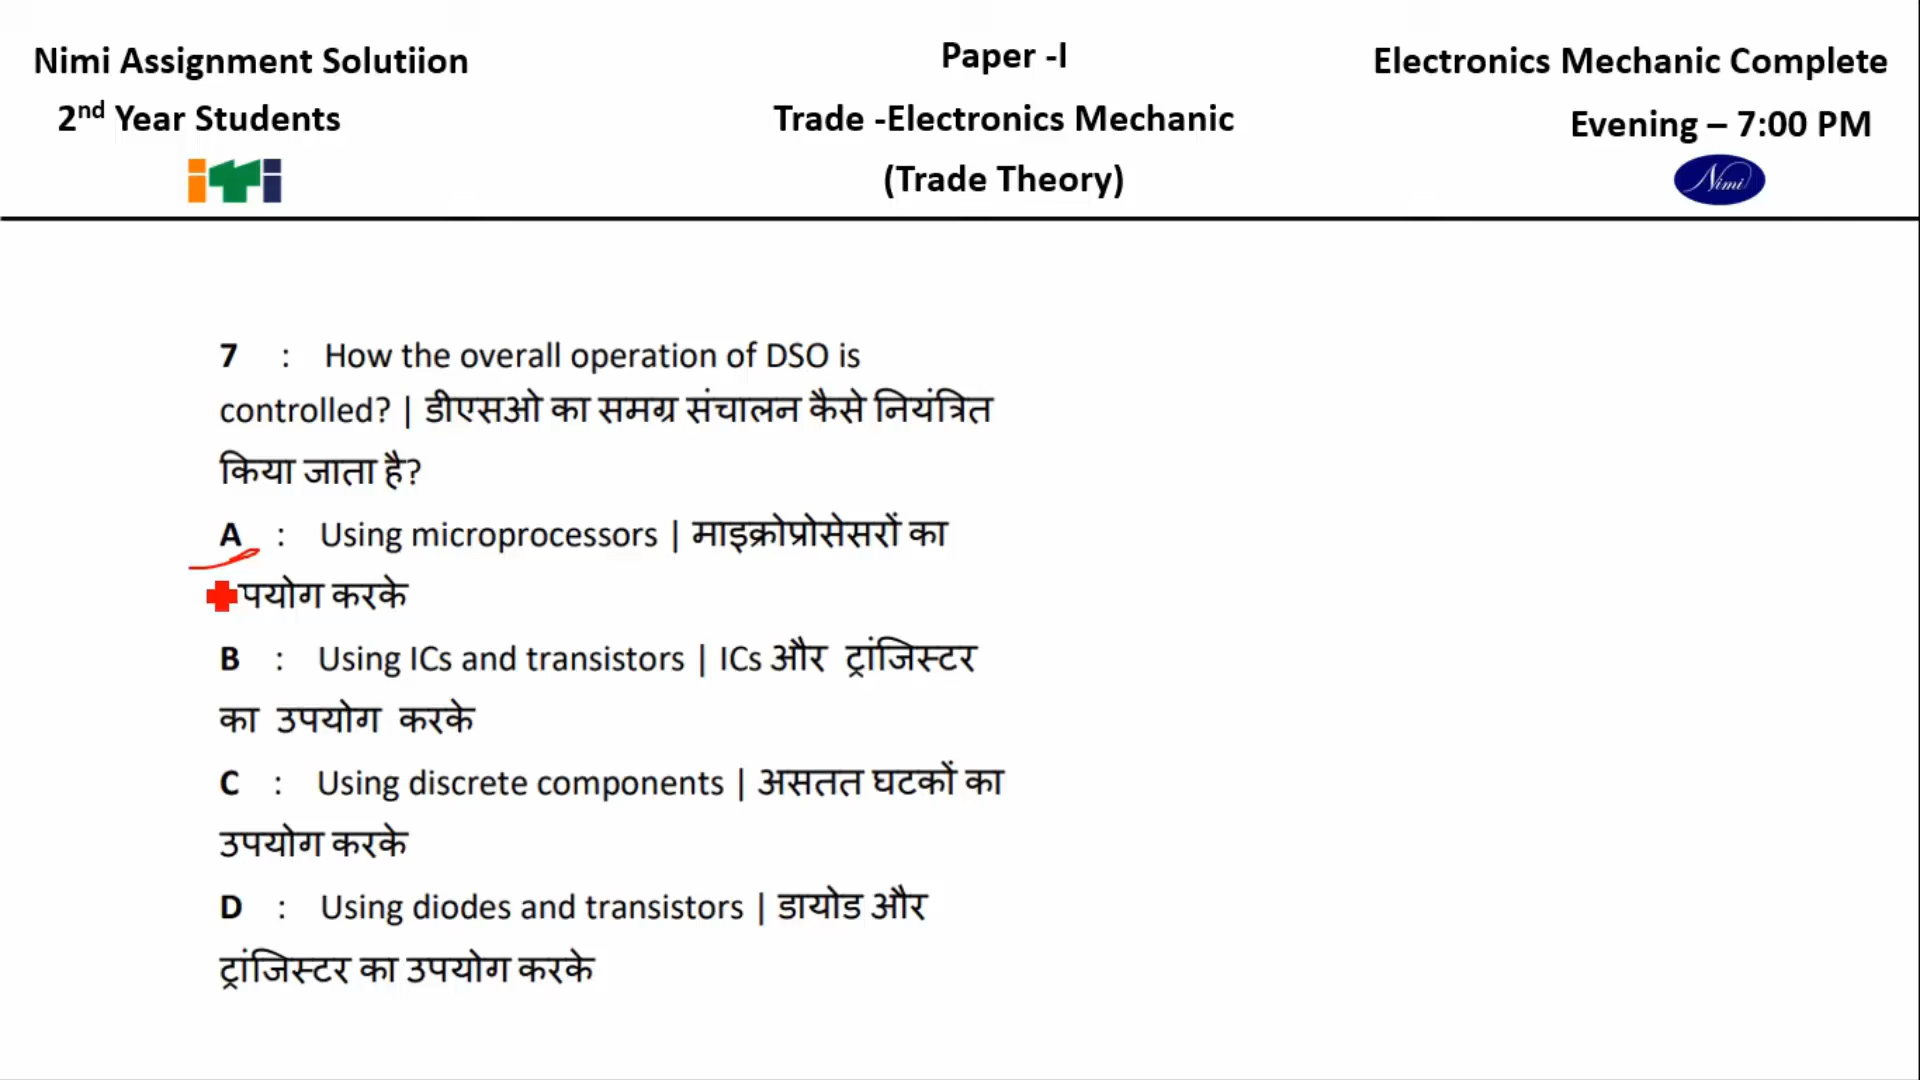 Nimi Assignment Solutiion
2nd Year Students
iTi
Paper -I
Trade -Electronics Mechanic
(Trade Theory)
Electronics Mechanic Complete
Evening – 7:00 PM
Nimi
7 : How the overall operation of DSO is
controlled? | डीएसओ का समग्र संचालन कैसे नियंत्रित
किया जाता है?
A : Using microprocessors | माइक्रोप्रोसेसरों का
पयोग करके
B : Using ICs and transistors | ICs और ट्रांजिस्टर
का उपयोग करके
C : Using discrete components | असतत घटकों का
उपयोग करके
D : Using diodes and transistors | डायोड और
ट्रांजिस्टर का उपयोग करके